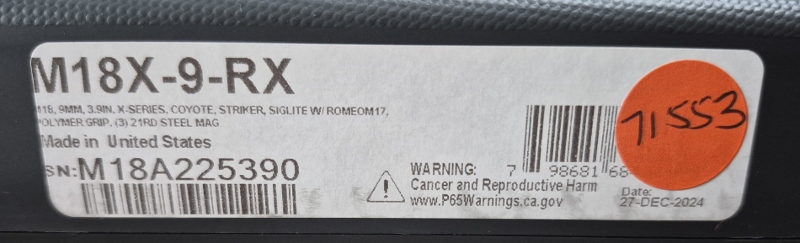 M18X-9-RX
M18, 9MM, 3.9IN, X-SERIES, COYOTE, STRIKER, SIGLITE W/ ROMEOM17,
POLYMER GRIP, (3) 21RD STEEL MAG
Made in United States
SN:M18A225390
WARNING:
Cancer and Reproductive Harm
www.P65Warnings.ca.gov
7 98681 68
71553
Date:
27-DEC-2024